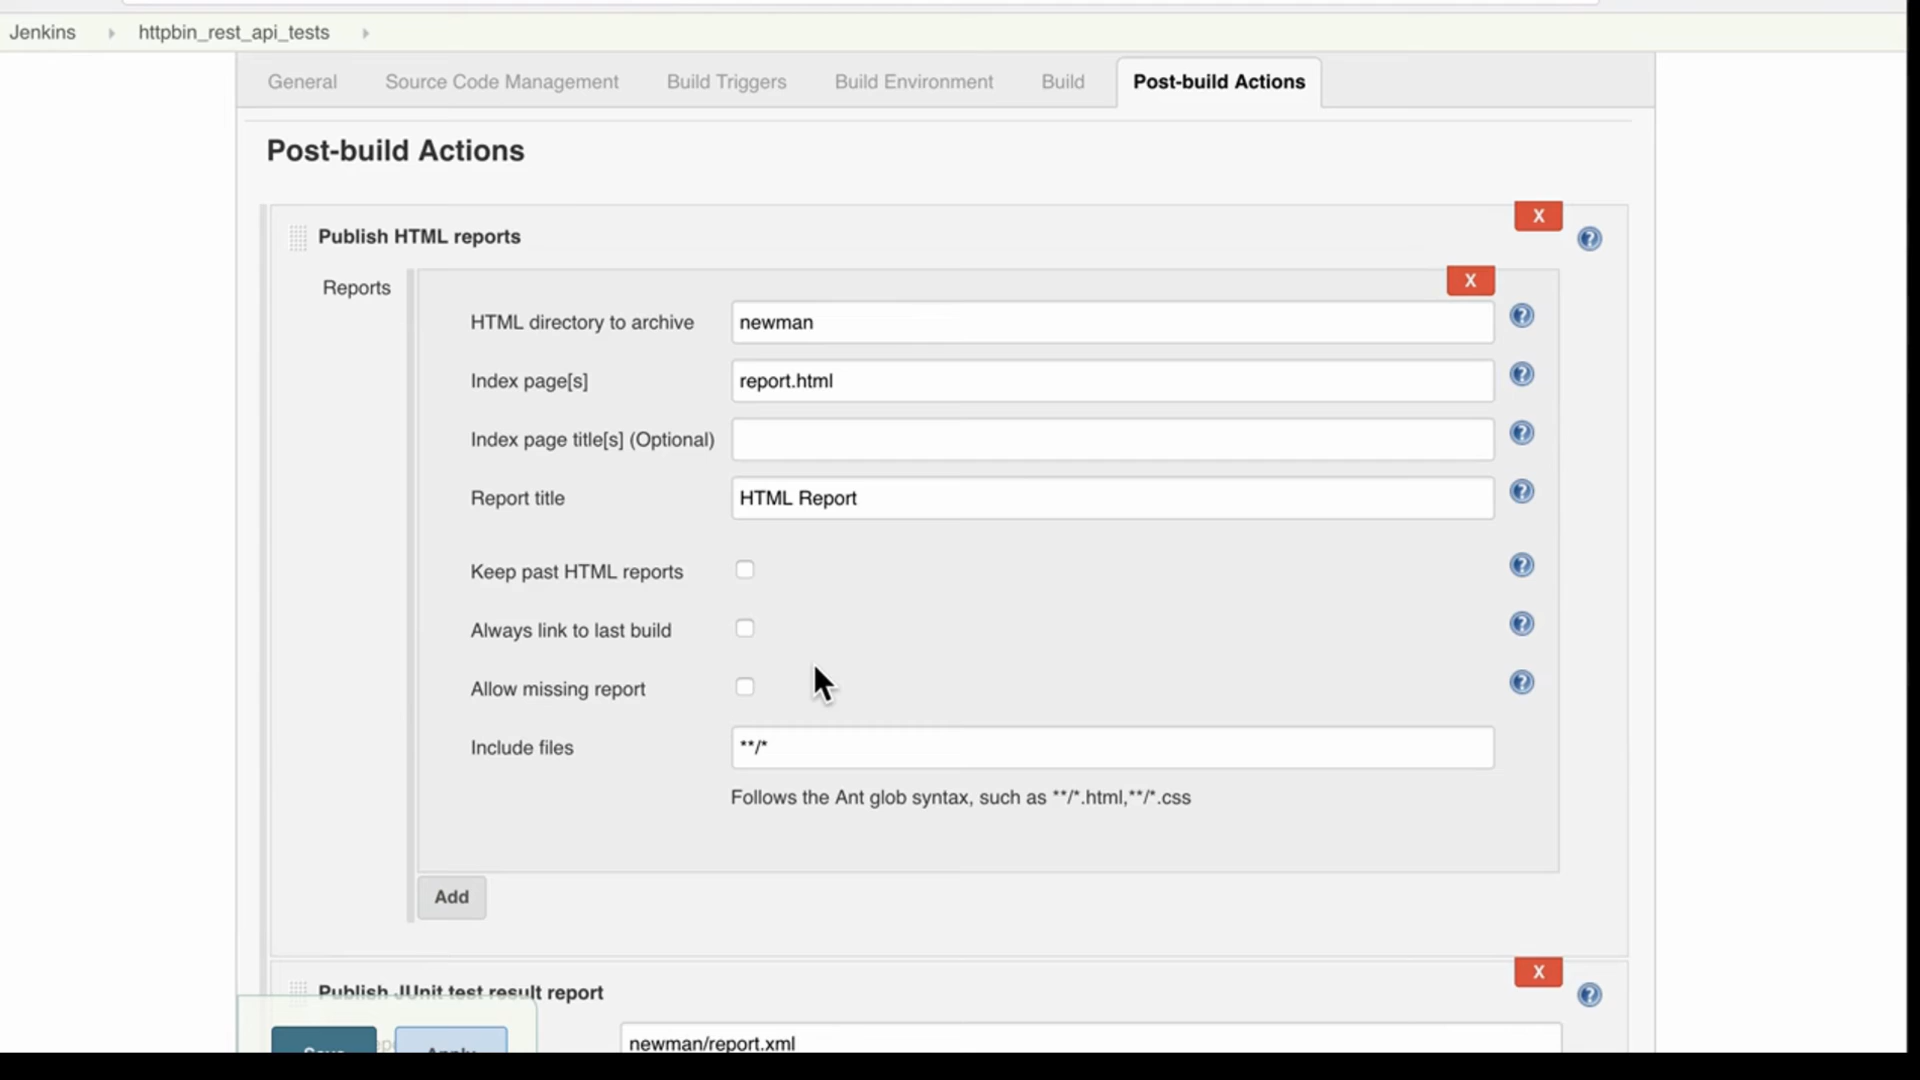 Jenkins httpbin_rest_api_tests
General Source Code Management Build Triggers Build Environment Build Post-build Actions
Post-build Actions
X
Publish HTML reports
?
Reports
X
HTML directory to archive newman ?
Index page[s] report.html ?
Index page title[s] (Optional) ?
Report title HTML Report ?
Keep past HTML reports ?
Always link to last build ?
Allow missing report ?
Include files **/*
Follows the Ant glob syntax, such as **/*.html,**/*.css
Add
X
Publish JUnit test result report ?
Save Apply newman/report.xml